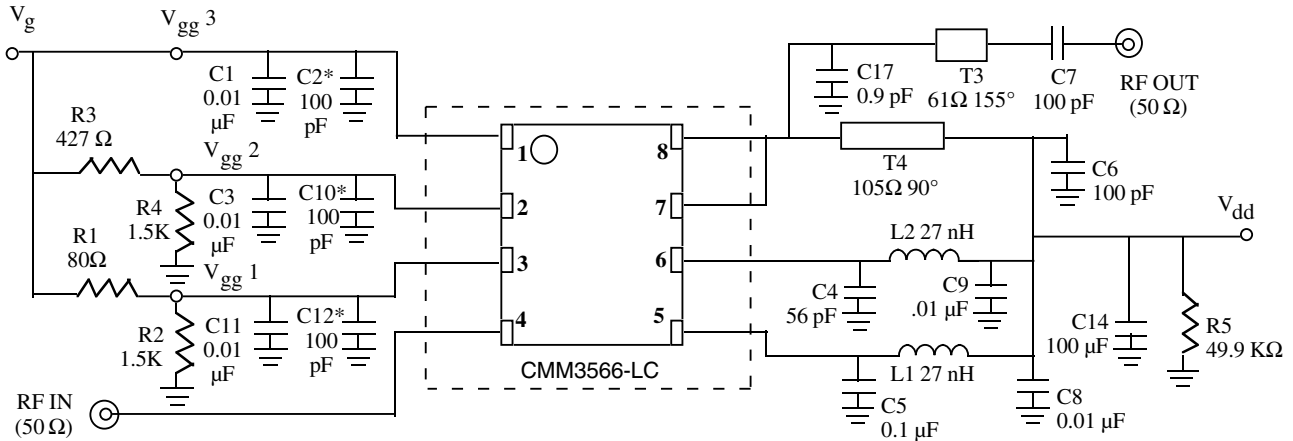 Vg
Vgg 3
C1
0.01
µF
C2*
100
pF
R3
427 Ω
Vgg 2
R4
1.5K
C3
0.01
µF
C10*
100
pF
R1
80Ω
Vgg 1
R2
1.5K
C11
0.01
µF
C12*
100
pF
RF IN
(50 Ω)
1
2
3
4
8
7
6
5
CMM3566-LC
C17
0.9 pF
T3
61Ω 155°
C7
100 pF
RF OUT
(50 Ω)
T4
105Ω 90°
C6
100 pF
Vdd
L2 27 nH
C4
56 pF
C9
.01 µF
L1 27 nH
C5
0.1 µF
C8
0.01 µF
C14
100 µF
R5
49.9 KΩ